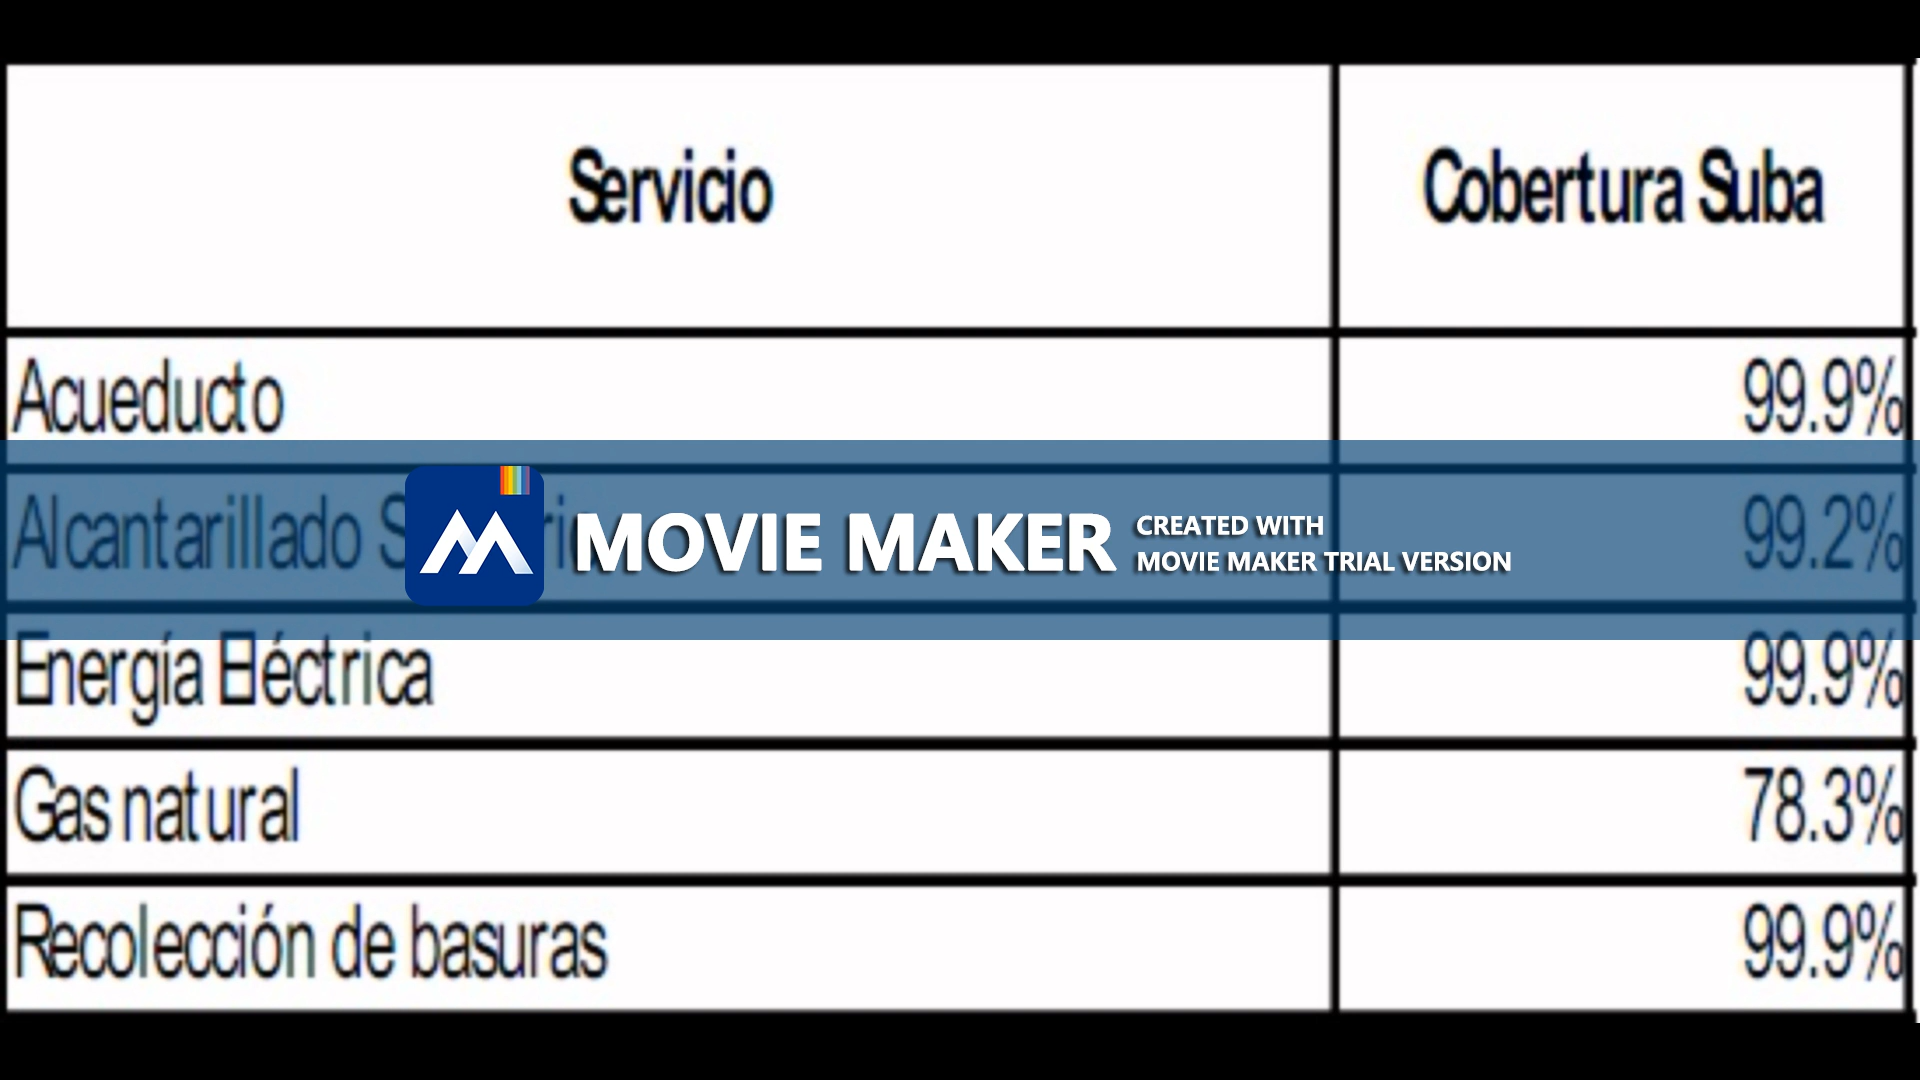 Servicio Cobertura Suba
Acueducto 99.9%
Alcantarillado 99.2%
MOVIE MAKER CREATED WITH
MOVIE MAKER TRIAL VERSION
Energía Eléctrica 99.9%
Gas natural 78.3%
Recolección de basuras 99.9%